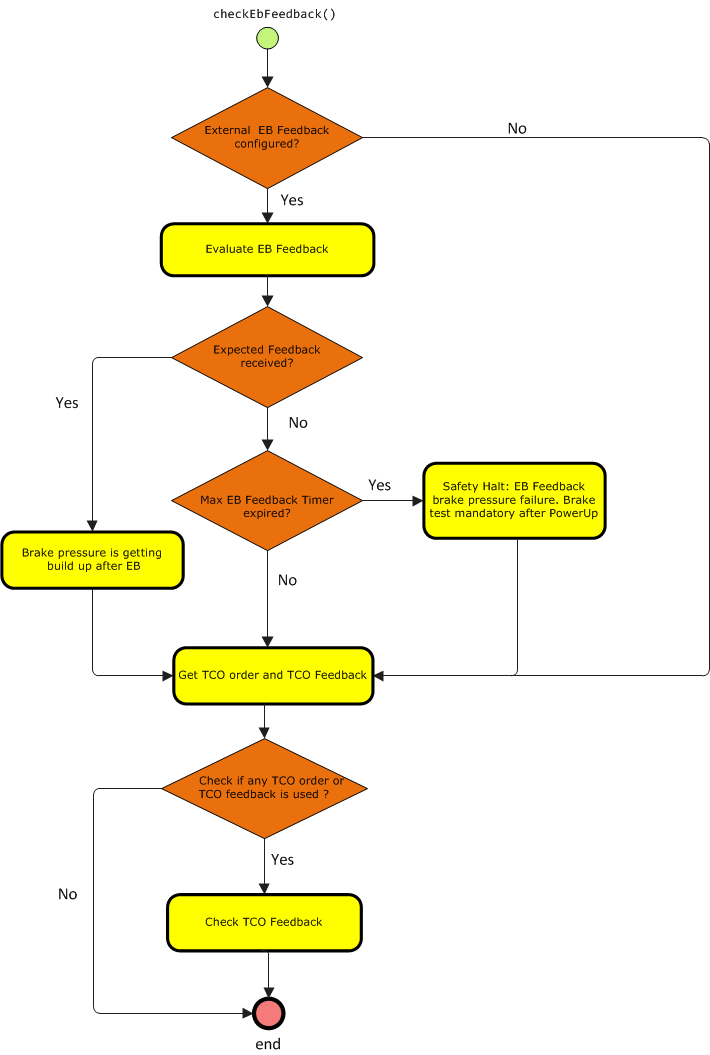 checkEbFeedback()
External EB Feedback
configured?
No
Yes
Evaluate EB Feedback
Expected Feedback
received?
Yes
No
Max EB Feedback Timer
expired?
Yes
Safety Halt: EB Feedback
brake pressure failure. Brake
test mandatory after PowerUp
Brake pressure is getting
build up after EB
No
Get TCO order and TCO Feedback
Check if any TCO order or
TCO feedback is used ?
Yes
No
Check TCO Feedback
end